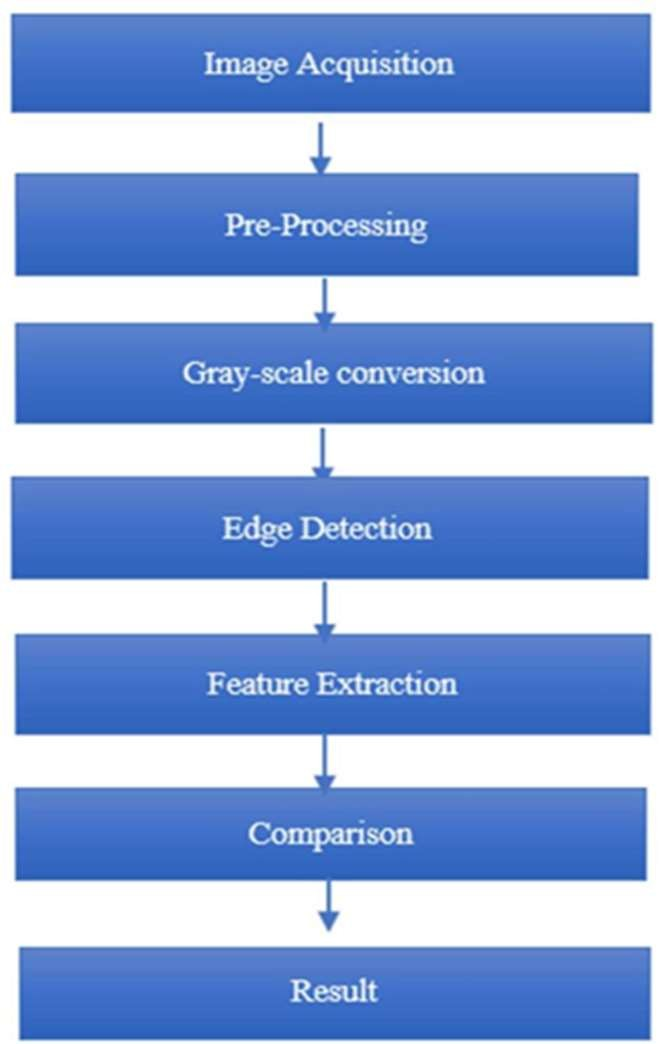 Image Acquisition
Pre-Processing
Gray-scale conversion
Edge Detection
Feature Extraction
Comparison
Result